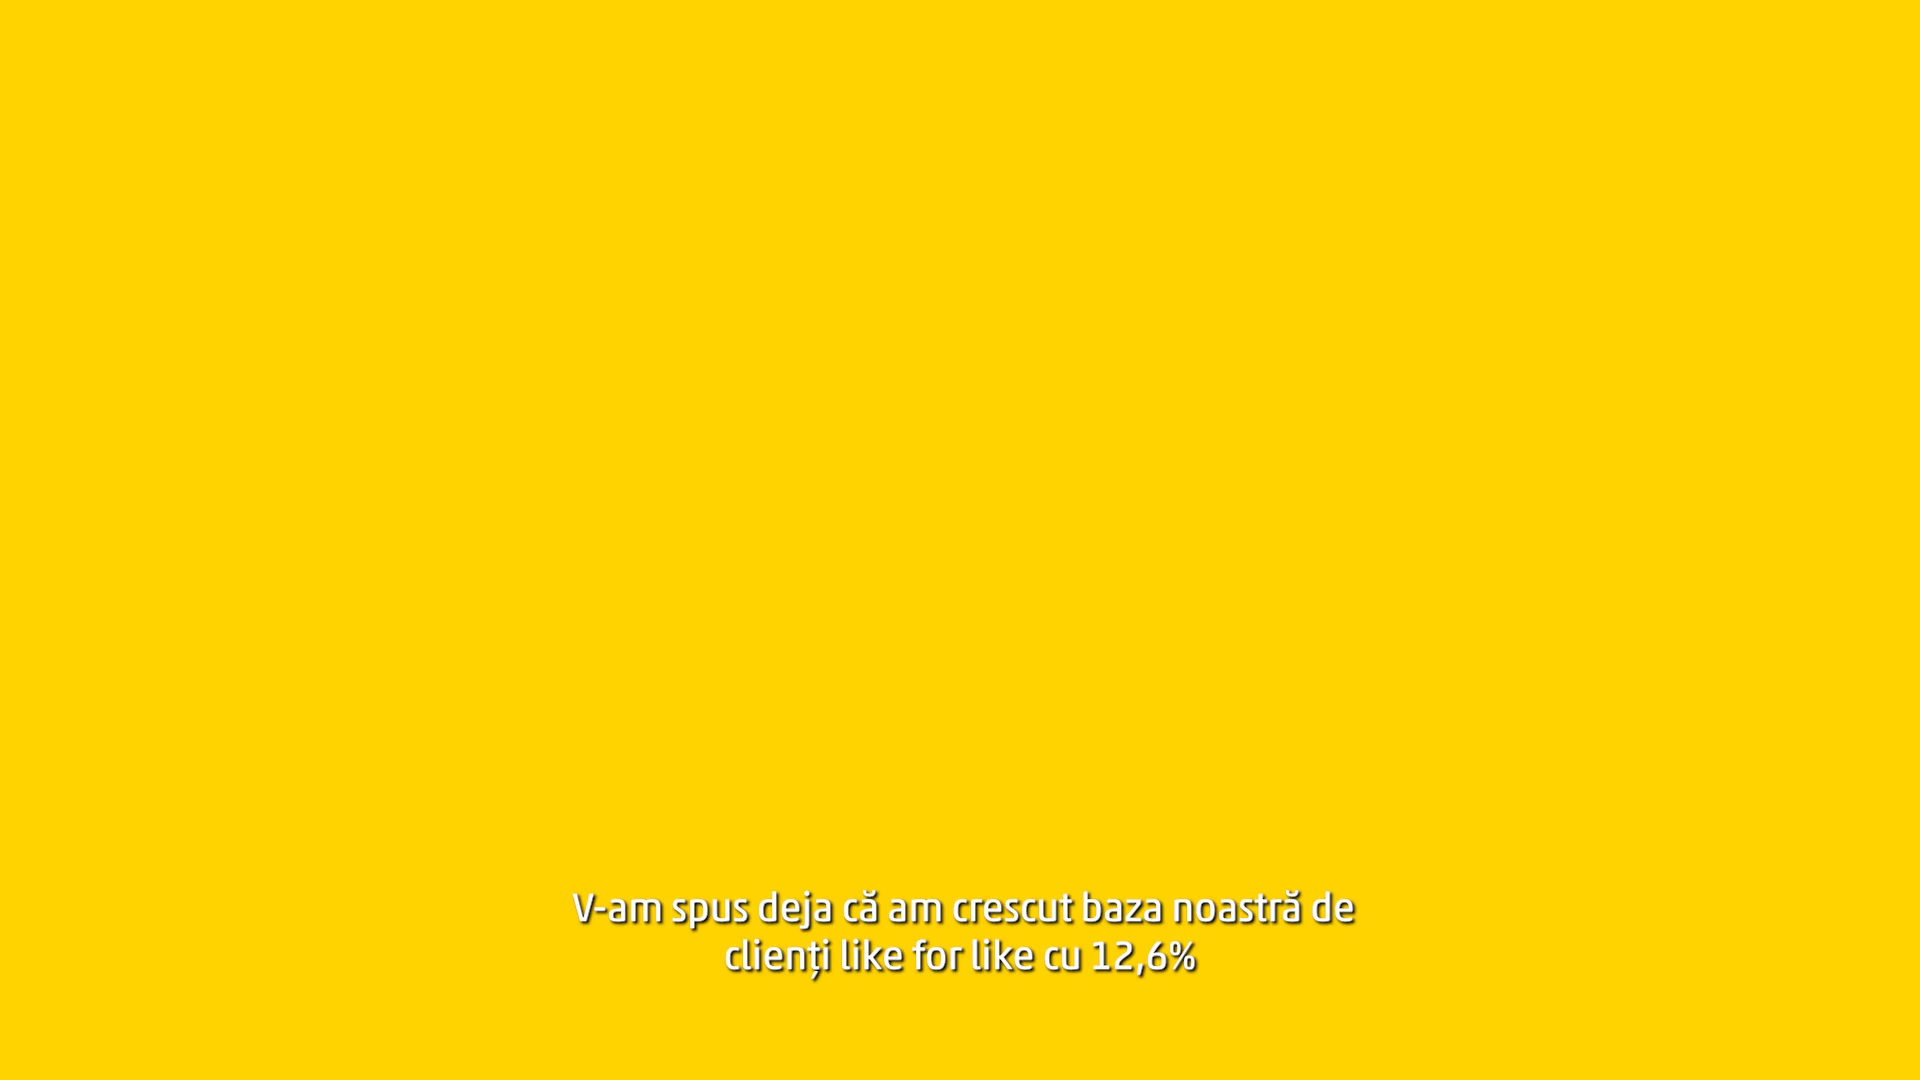 V-am spus deja că am crescut baza noastră de
clienți like for like cu 12,6%